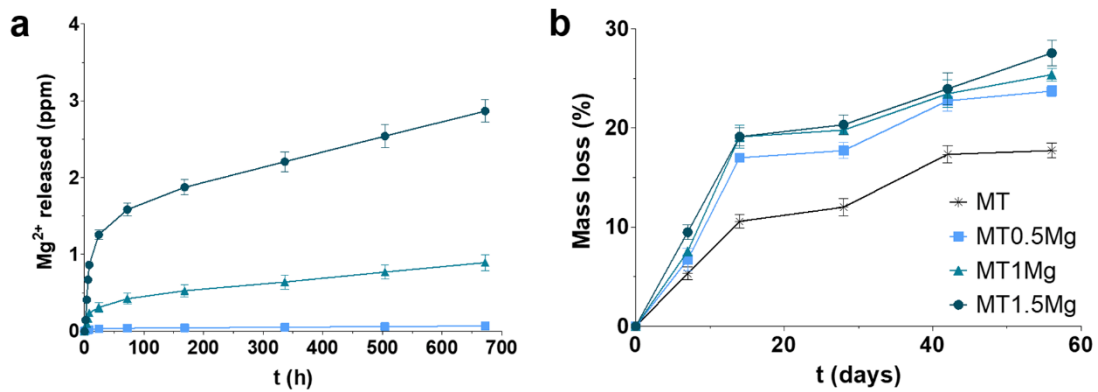 a
Mg²⁺ released (ppm)
4
3
2
1
0
0 100 200 300 400 500 600 700
t (h)
b
Mass loss (%)
30
20
10
0
0 20 40 60
t (days)
MT
MT0.5Mg
MT1Mg
MT1.5Mg